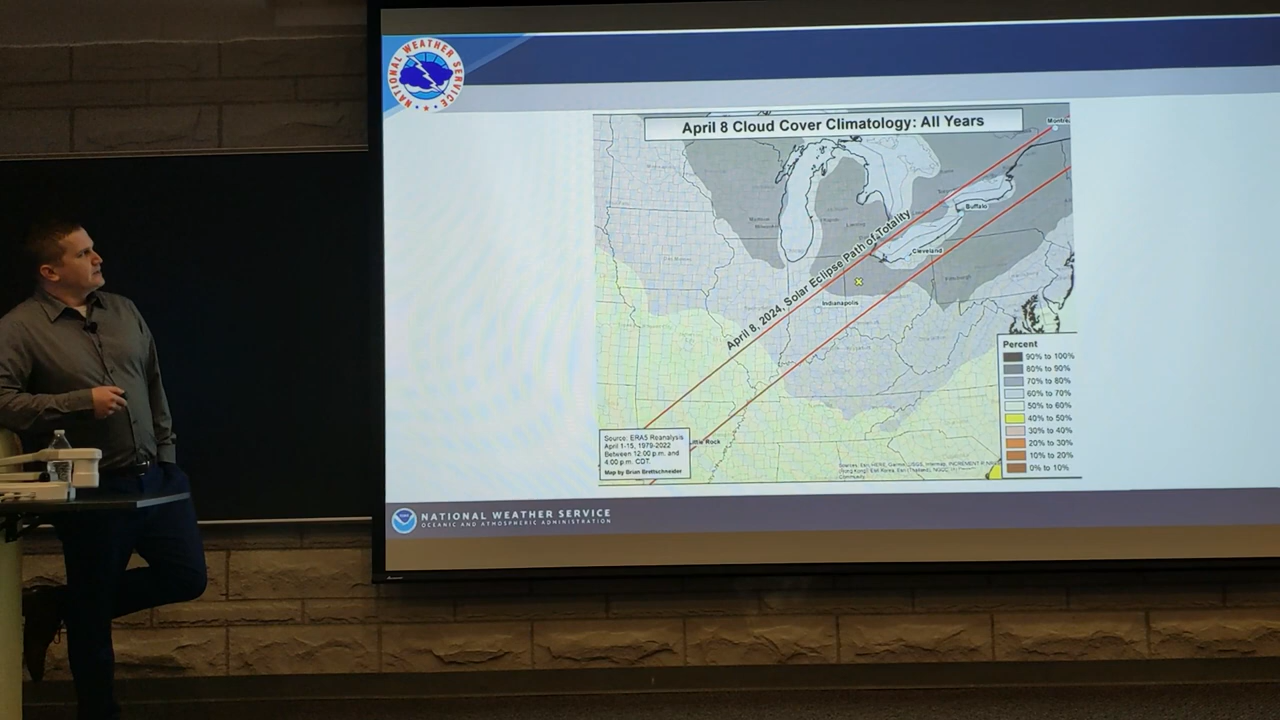 NATIONAL WEATHER SERVICE
April 8 Cloud Cover Climatology: All Years
Buffalo
Cleveland
April 8, 2024, Solar Eclipse Path of Totality
Indianapolis
Percent
90% to 100%
80% to 90%
70% to 80%
60% to 70%
50% to 60%
40% to 50%
30% to 40%
20% to 30%
10% to 20%
0% to 10%
Source: ERA5 Reanalysis
April 1-15, 1979-2022
Between 12:00 p.m. and
4:00 p.m. CDT.
Map by Brian Brettschneider
Rock
NATIONAL WEATHER SERVICE
OCEANIC AND ATMOSPHERIC ADMINISTRATION